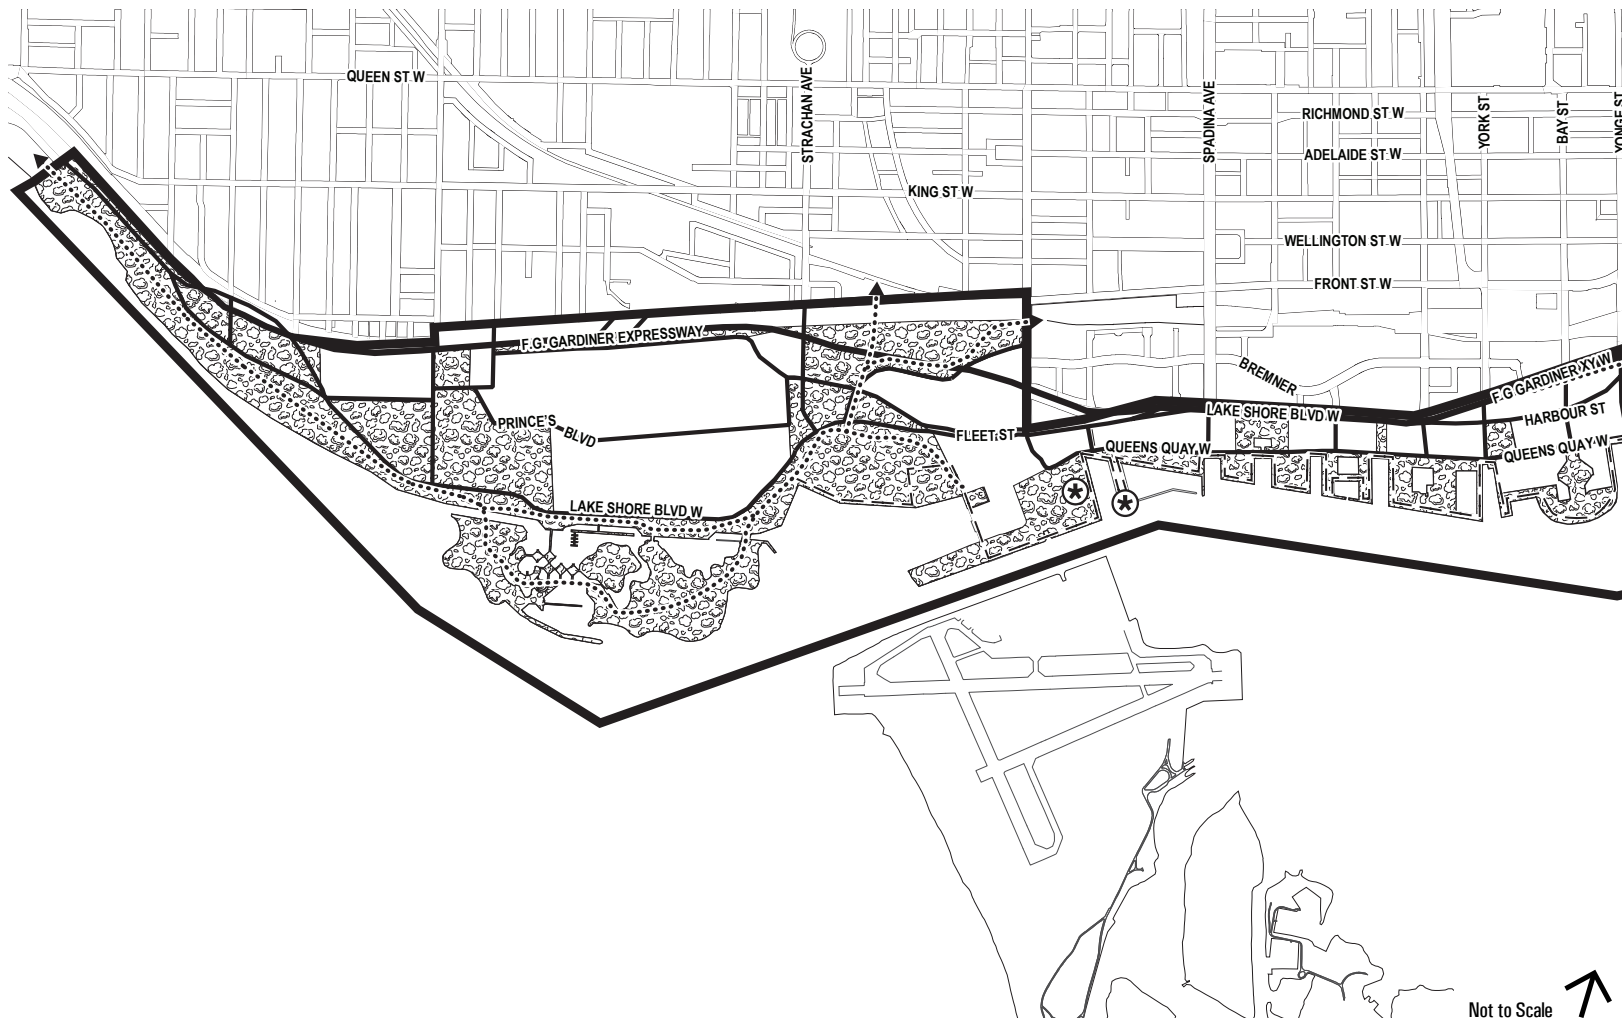 QUEEN ST W
STRACHAN AVE
SPADINA AVE
RICHMOND ST W
YORK ST
BAY ST
YONGE ST
ADELAIDE ST W
KING ST W
WELLINGTON ST W
FRONT ST W
F.G. GARDINER EXPRESSWAY
BREMNER
F.G GARDINER XY W
LAKE SHORE BLVD W
HARBOUR ST
PRINCE'S BLVD
FLEET ST
QUEENS QUAY W
QUEENS QUAY W
LAKE SHORE BLVD W
Not to Scale